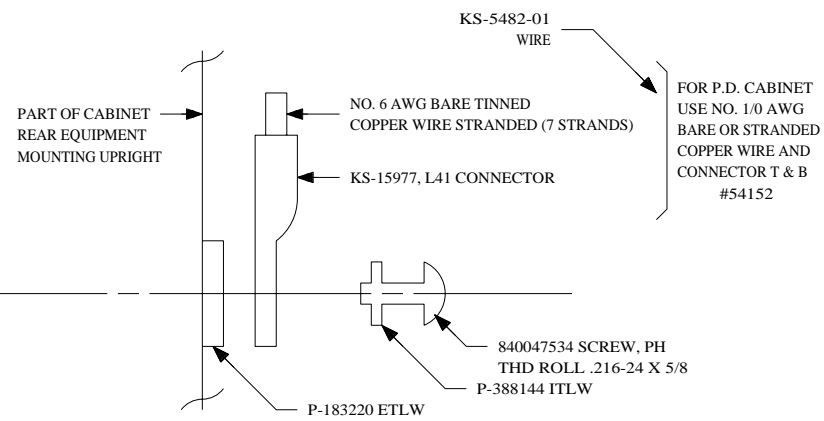 KS-5482-01
WIRE
PART OF CABINET
REAR EQUIPMENT
MOUNTING UPRIGHT
NO. 6 AWG BARE TINNED
COPPER WIRE STRANDED (7 STRANDS)
KS-15977, L41 CONNECTOR
FOR P.D. CABINET
USE NO. 1/0 AWG
BARE OR STRANDED
COPPER WIRE AND
CONNECTOR T & B
#54152
840047534 SCREW, PH
THD ROLL .216-24 X 5/8
P-388144 ITLW
P-183220 ETLW